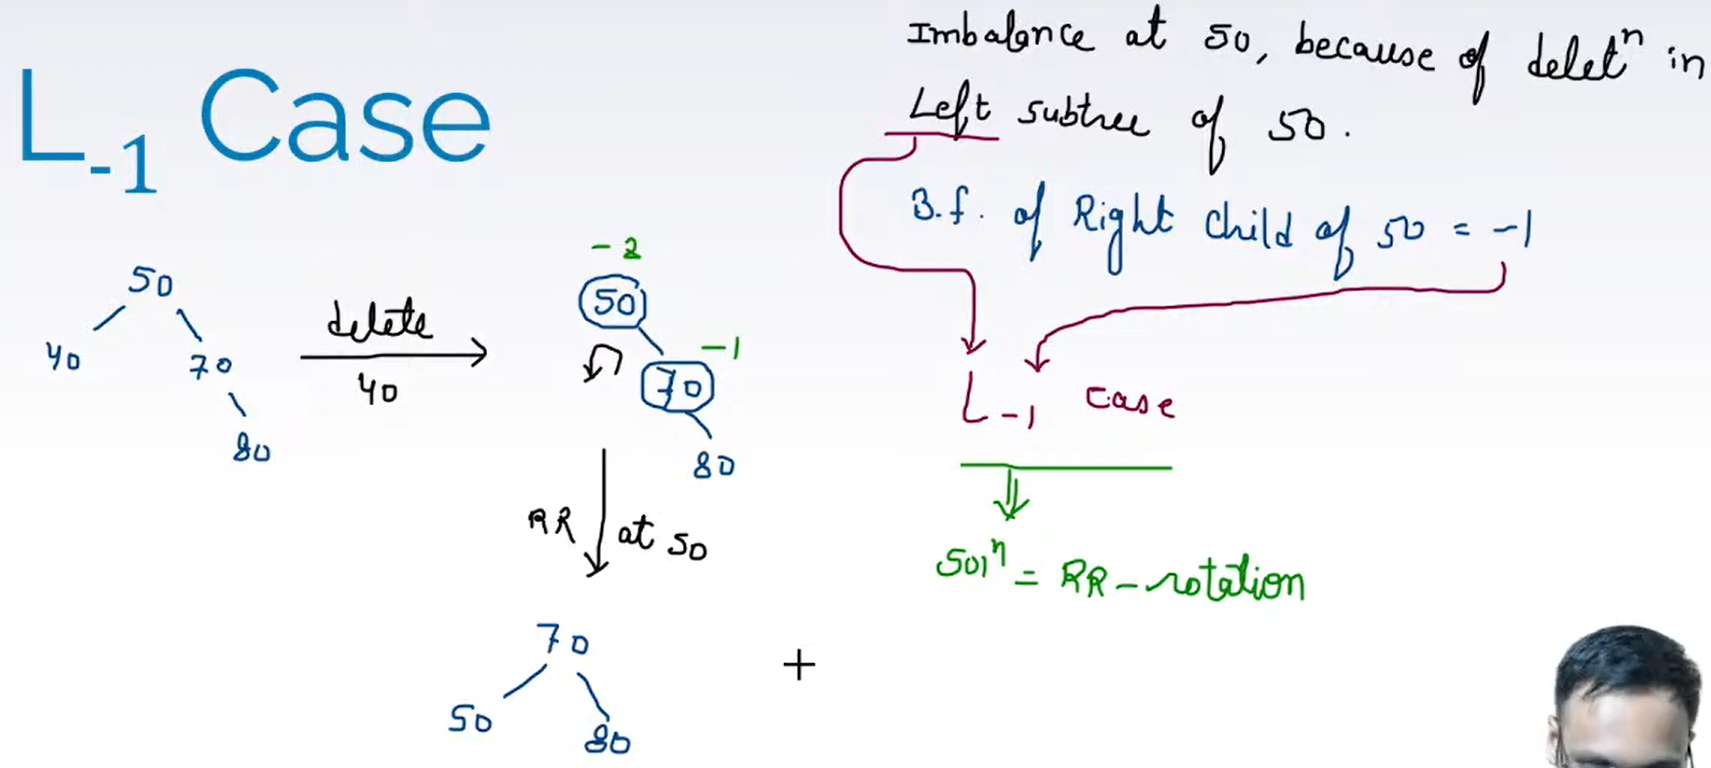 L-1 Case
Imbalance at 50, because of deletⁿ in
Left subtree of 50.
B.f. of Right Child of 50 = -1
L-1 case
Solⁿ = RR-rotation
50
40
70
80
delete
40
-2
50
-1
70
80
RR at 50
70
50
80
+